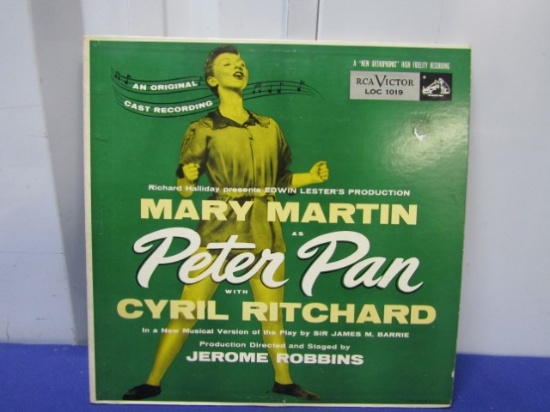 A "NEW ORTHOPHONIC" HIGH FIDELITY RECORDING
RCA VICTOR
LOC 1019
AN ORIGINAL
CAST RECORDING
Richard Halliday presents EDWIN LESTER'S PRODUCTION
MARY MARTIN
AS
Peter Pan
WITH
CYRIL RITCHARD
In a New Musical Version of the Play by SIR JAMES M. BARRIE
Production Directed and Staged by
JEROME ROBBINS